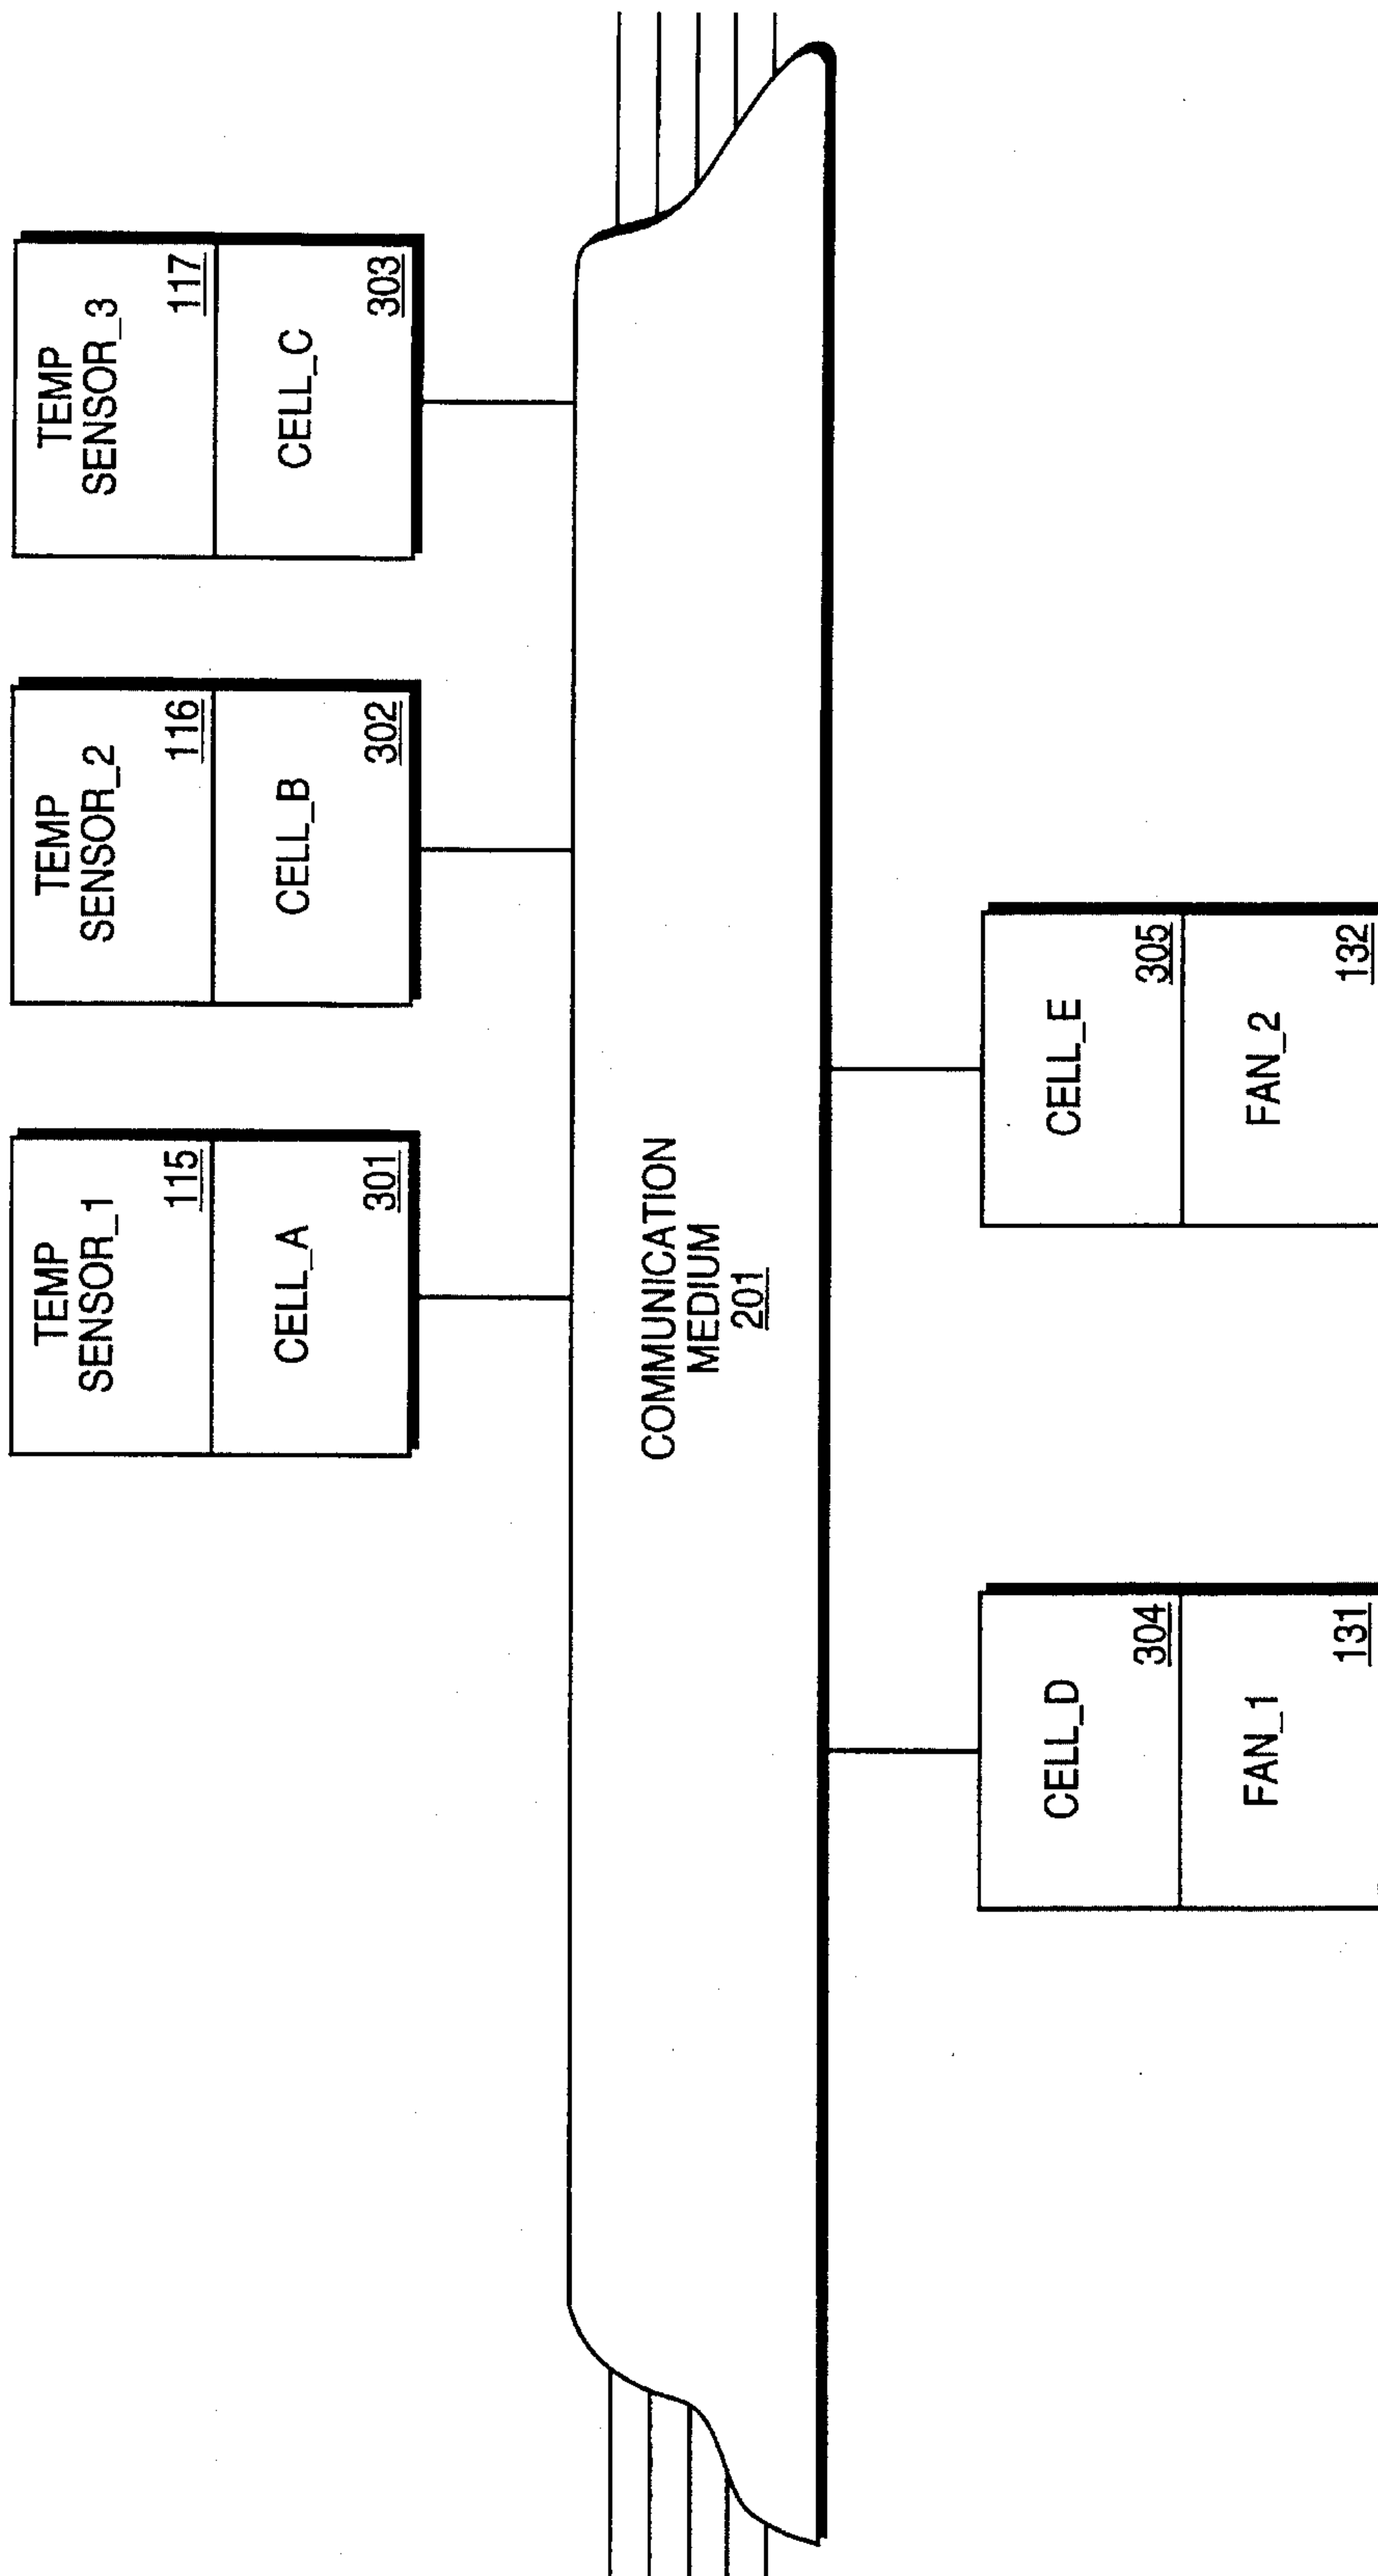 TEMP
SENSOR_1
115
CELL_A
301
TEMP
SENSOR_2
116
CELL_B
302
TEMP
SENSOR_3
117
CELL_C
303
COMMUNICATION
MEDIUM
201
CELL_D
304
FAN_1
131
CELL_E
305
FAN_2
132